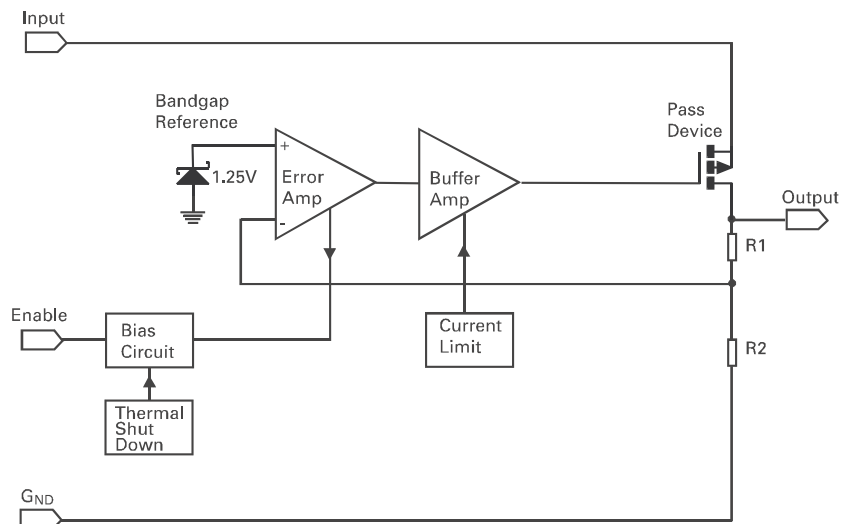 Input
Bandgap
Reference
1.25V
+
-
Error
Amp
Buffer
Amp
Pass
Device
Output
R1
R2
Enable
Bias
Circuit
Current
Limit
Thermal
Shut
Down
GND